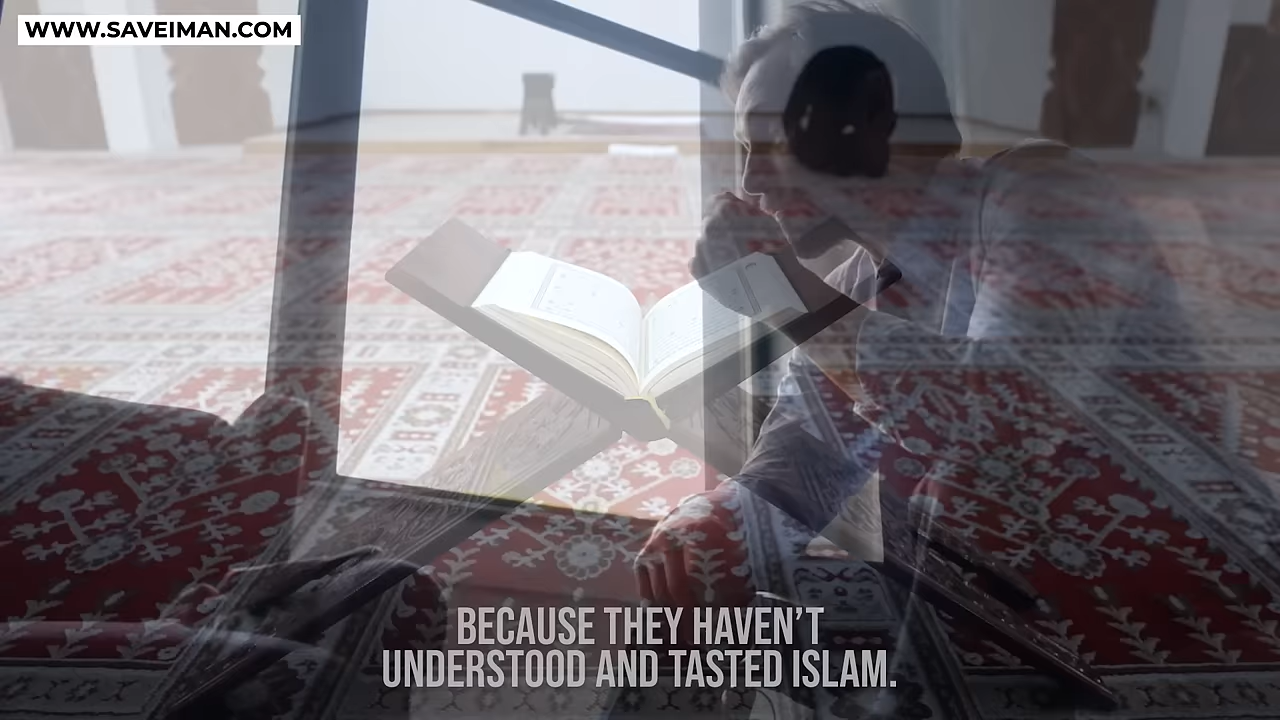 WWW.SAVEIMAN.COM
BECAUSE THEY HAVEN'T
UNDERSTOOD AND TASTED ISLAM.